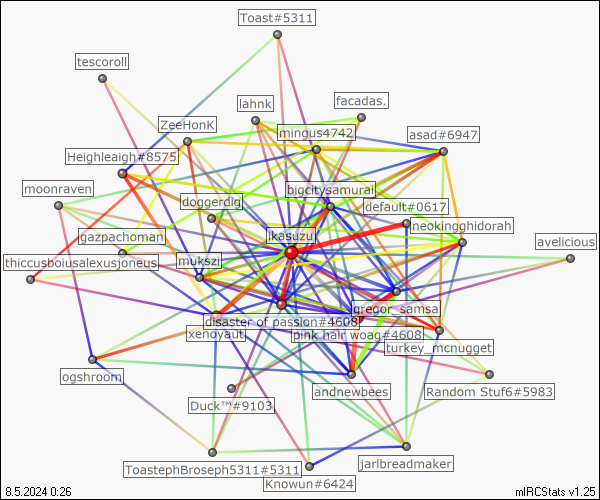 Toast#5311
tescoroll
lahnk
facadas.
ZeeHonK
mingus4742
asad#6947
Heighleaigh#8575
moonraven
bigcitysamurai
doggerdig
default#0617
neokingghidorah
gazpachoman
ikasuzui
avelicious
thiccusboiusalexusjoneus
mukszi
gregor_samsa
disaster of passion#4608
xenoyaut
pink hair woag#4608
turkey_mcnugget
ogshroom
andnewbees
Random Stuf6#5983
Duck™#9103
ToastephBroseph5311#5311
jarlbreadmaker
Knowun#6424
8.5.2024 0:26
mIRCStats v1.25